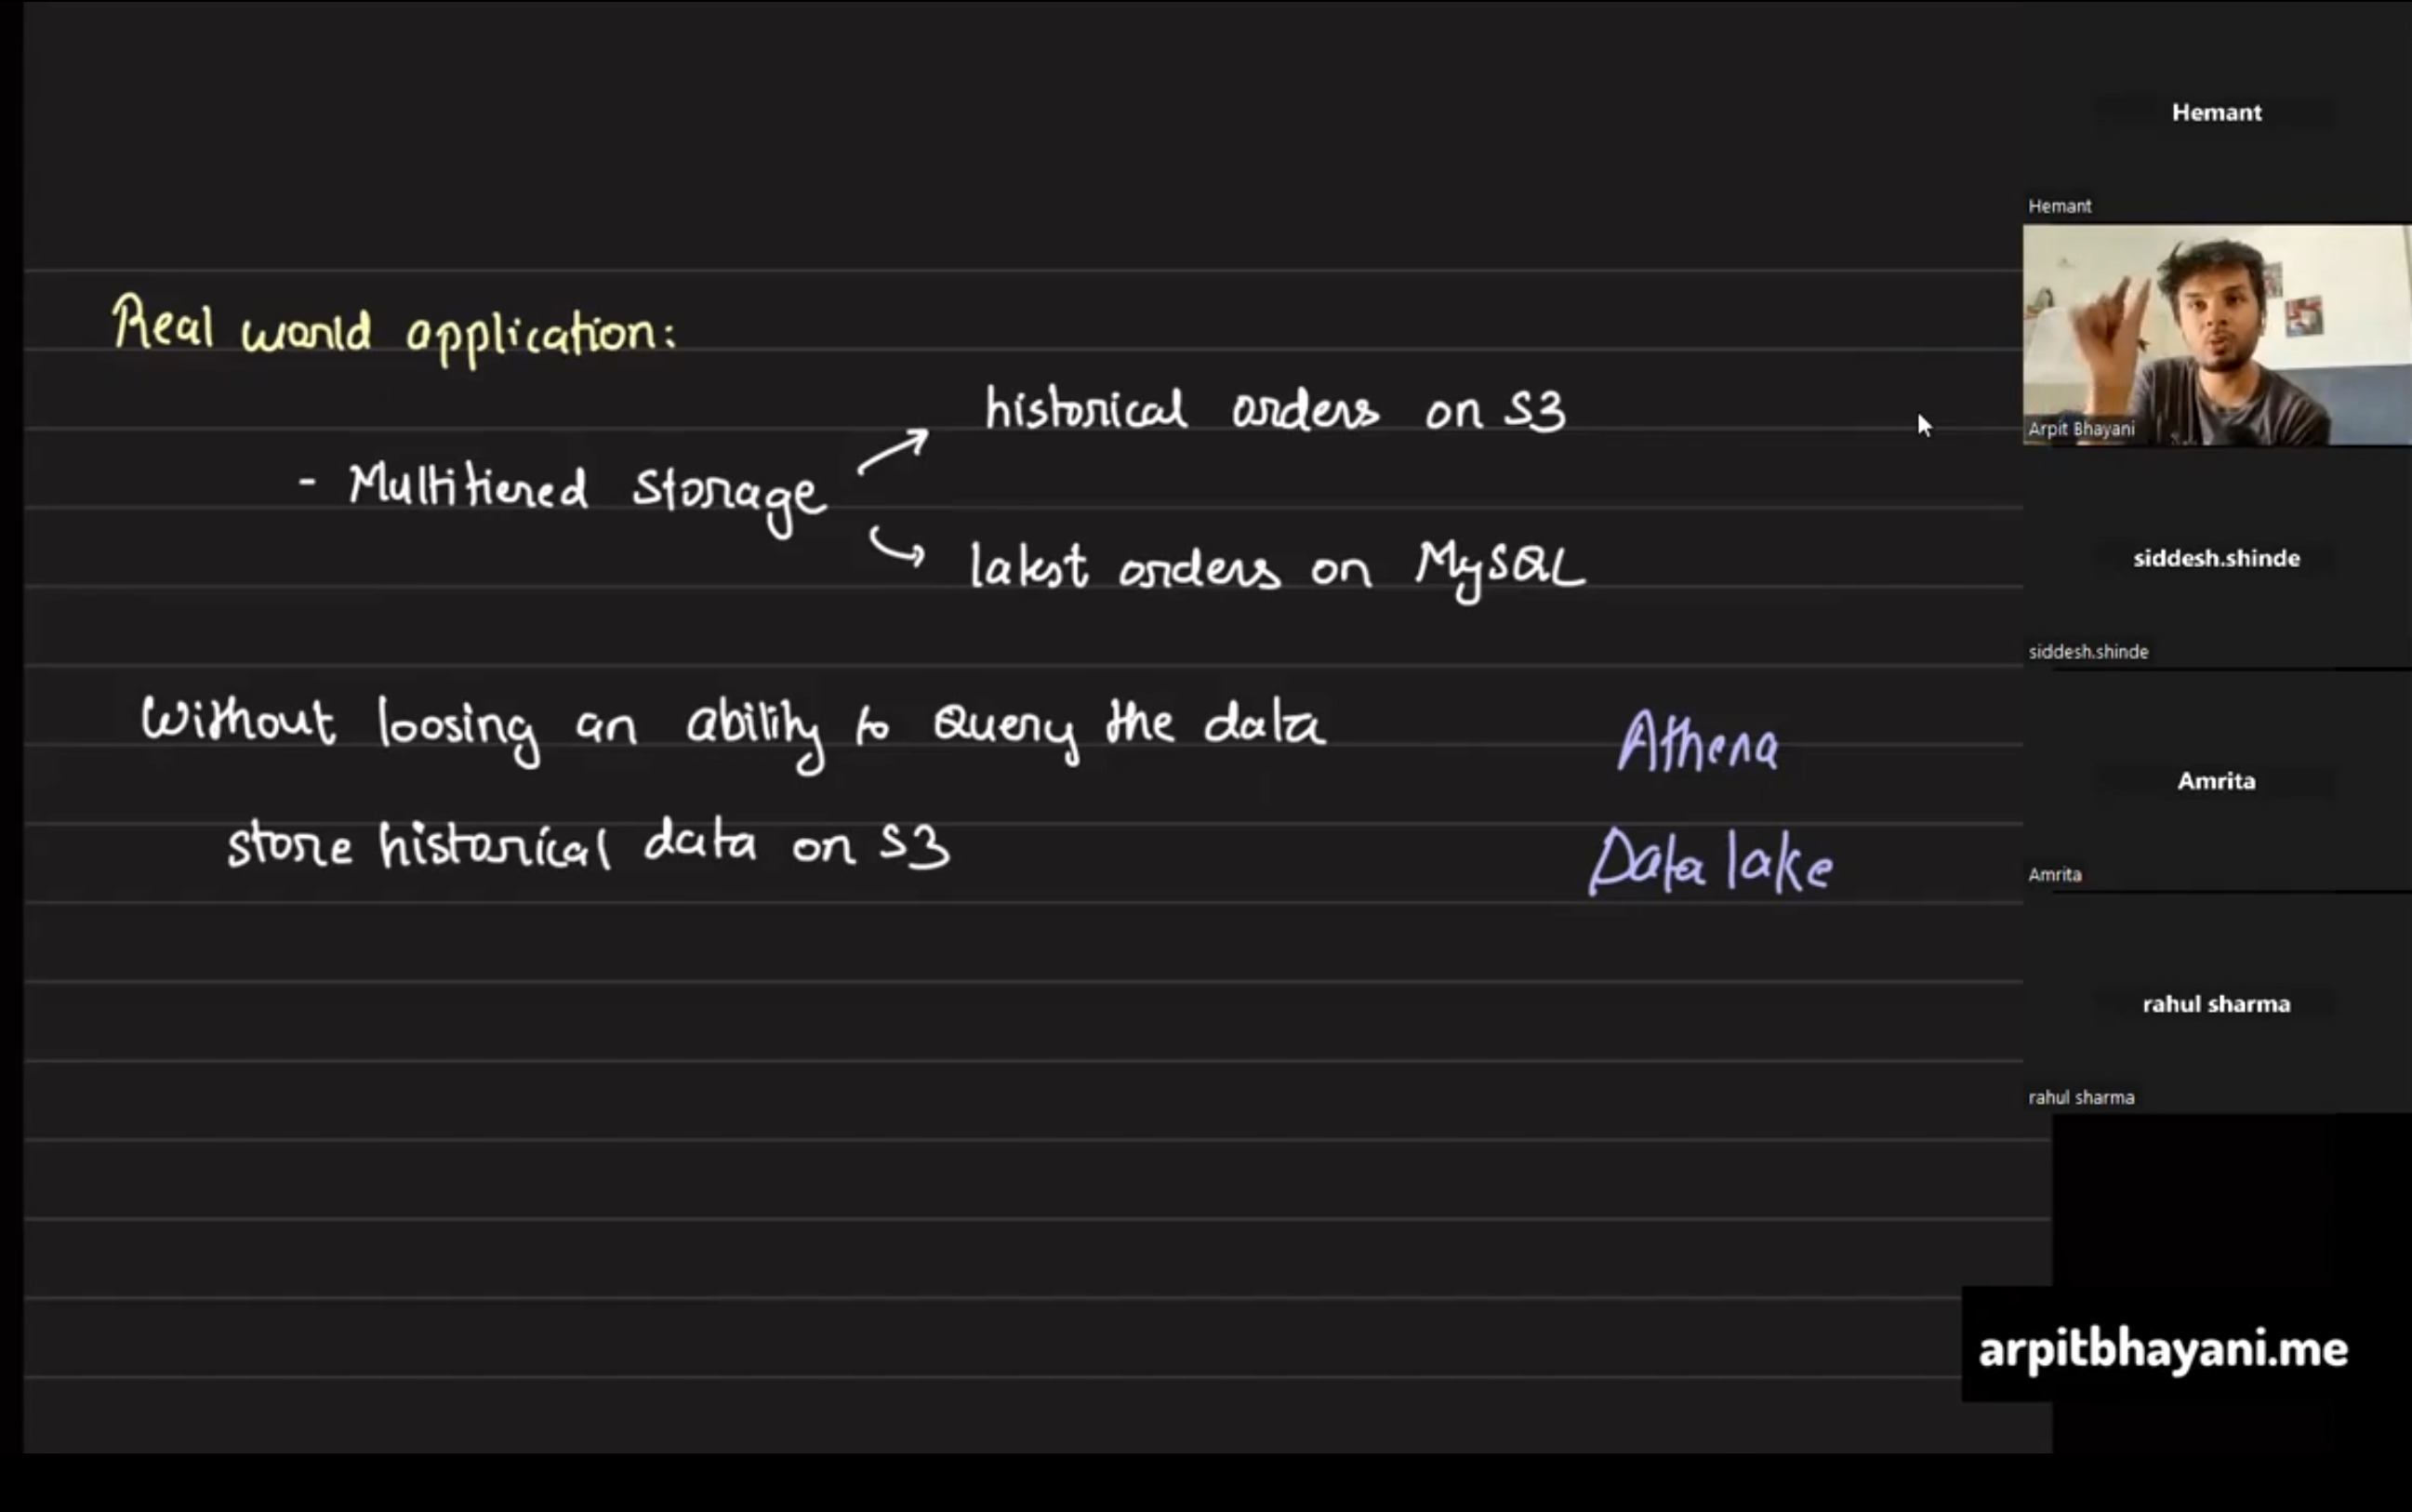 Hemant
Hemant
Real world application:
historical orders on S3
Arpit Bhayani
- Multitiered Storage
latest orders on MySQL
siddesh.shinde
siddesh.shinde
Without loosing an ability to Query the data
Athena
Amrita
store historical data on S3
Data lake
Amrita
rahul sharma
rahul sharma
arpitbhayani.me